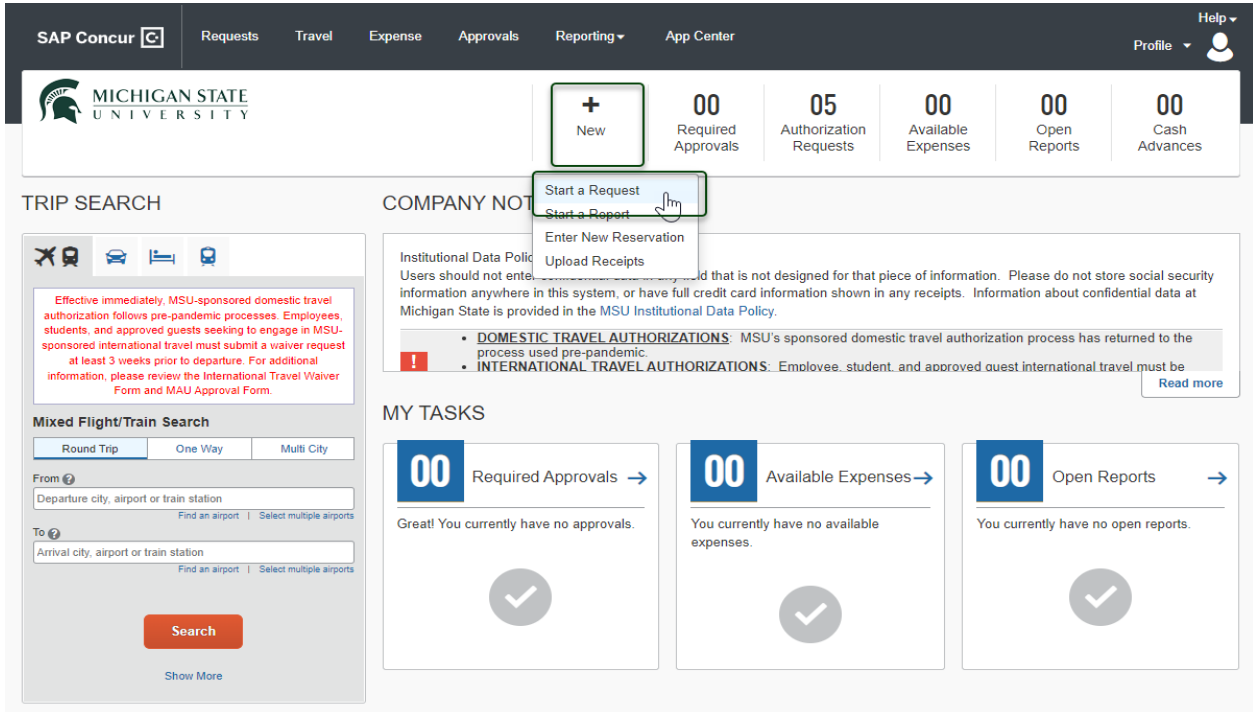 Help
SAP Concur C
Requests
Travel
Expense
Approvals
Reporting
App Center
Profile
MICHIGAN STATE
UNIVERSITY
+
New
00
Required
Approvals
05
Authorization
Requests
00
Available
Expenses
00
Open
Reports
00
Cash
Advances
Start a Request
Start a Report
Enter New Reservation
Upload Receipts
TRIP SEARCH
Effective immediately, MSU-sponsored domestic travel
authorization follows pre-pandemic processes. Employees,
students, and approved guests seeking to engage in MSU-
sponsored international travel must submit a waiver request
at least 3 weeks prior to departure. For additional
information, please review the International Travel Waiver
Form and MAU Approval Form.
Mixed Flight/Train Search
Round Trip
One Way
Multi City
From ?
Departure city, airport or train station
Find an airport | Select multiple airports
To ?
Arrival city, airport or train station
Find an airport | Select multiple airports
Search
Show More
COMPANY NOT
Institutional Data Polic
Users should not enter confidential data in any field that is not designed for that piece of information. Please do not store social security
information anywhere in this system, or have full credit card information shown in any receipts. Information about confidential data at
Michigan State is provided in the MSU Institutional Data Policy.
!
• DOMESTIC TRAVEL AUTHORIZATIONS: MSU's sponsored domestic travel authorization process has returned to the
process used pre-pandemic.
• INTERNATIONAL TRAVEL AUTHORIZATIONS: Employee, student, and approved guest international travel must be
Read more
MY TASKS
00
Required Approvals →
Great! You currently have no approvals.
00
Available Expenses→
You currently have no available
expenses.
00
Open Reports →
You currently have no open reports.